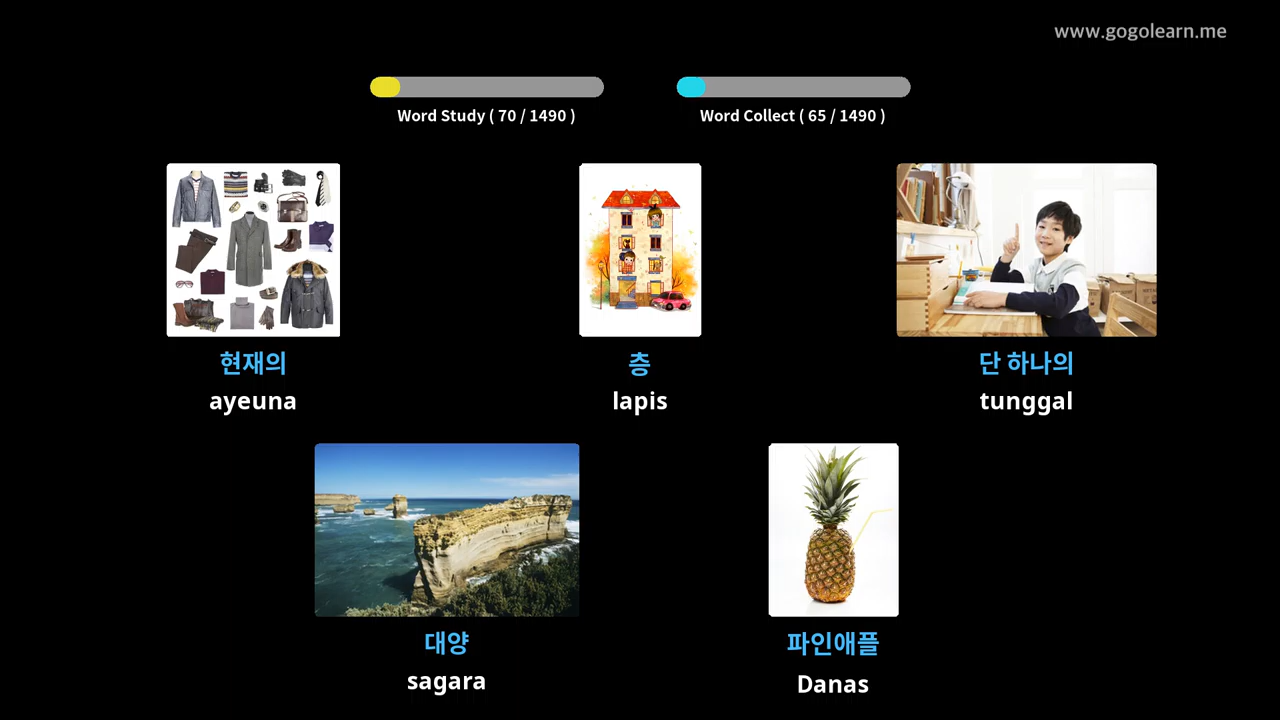 www.gogolearn.me
Word Study ( 70 / 1490 )
Word Collect ( 65 / 1490 )
현재의
ayeuna
층
lapis
단 하나의
tunggal
대양
sagara
파인애플
Danas